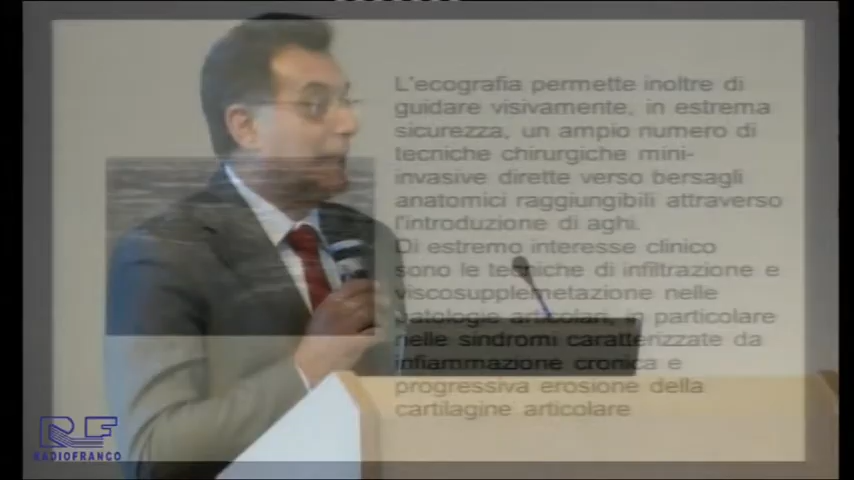 L'ecografia permette inoltre di
guidare visivamente, in estrema
sicurezza, un ampio numero di
tecniche chirurgiche mini-
invasive dirette verso bersagli
anatomici raggiungibili attraverso
l'introduzione di aghi.
Di estremo interesse clinico
sono le tecniche di infiltrazione e
viscosupplemetazione nelle
patologie articolari, in particolare
nelle sindromi caratterizzate da
infiammazione cronica e
progressiva erosione della
cartilagine articolare
RF
RADIOFRANCO